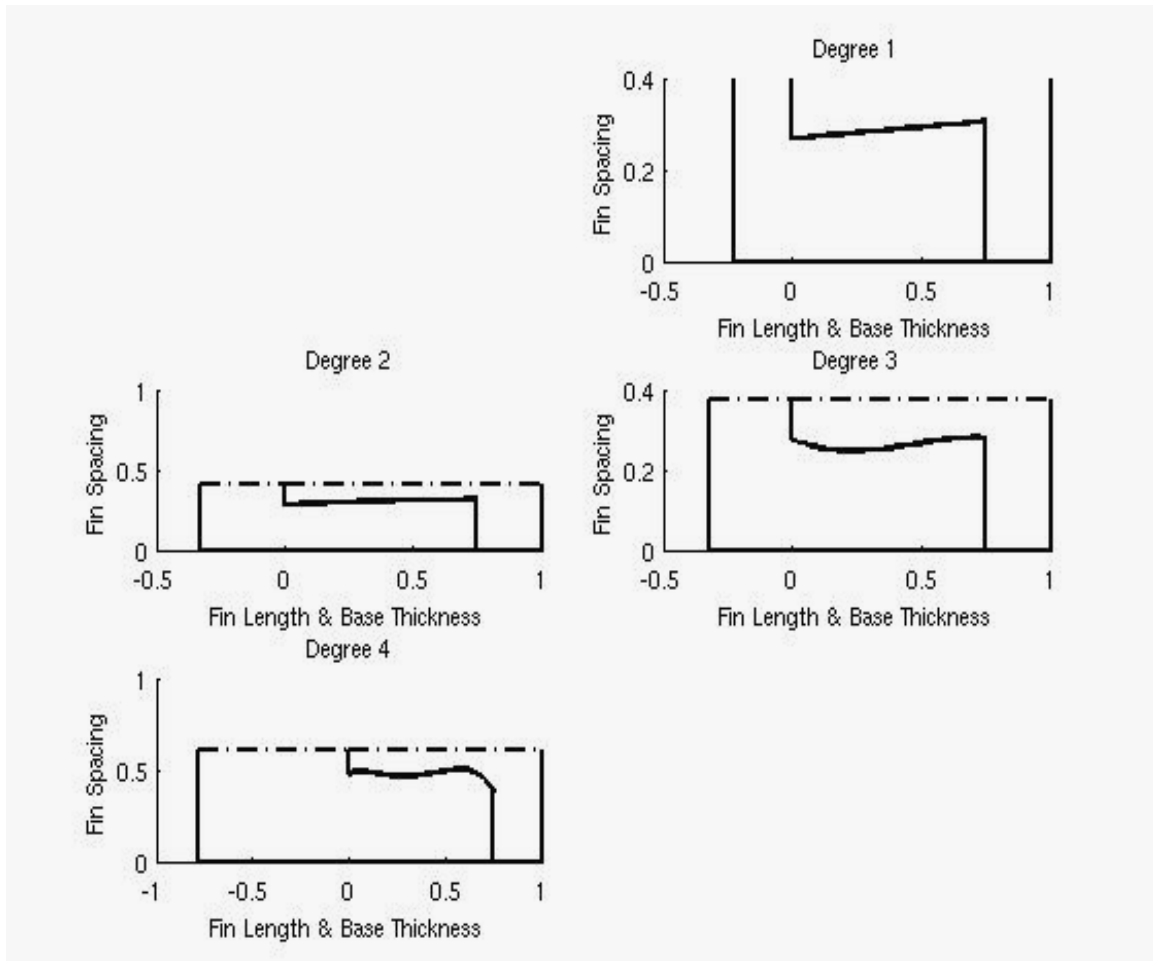 Degree 1
0.4
0.2
0
Fin Spacing
-0.5 0 0.5 1
Fin Length & Base Thickness
Degree 2
1
0.5
0
Fin Spacing
-0.5 0 0.5 1
Fin Length & Base Thickness
Degree 3
0.4
0.2
0
Fin Spacing
-0.5 0 0.5 1
Fin Length & Base Thickness
Degree 4
1
0.5
0
Fin Spacing
-1 -0.5 0 0.5 1
Fin Length & Base Thickness